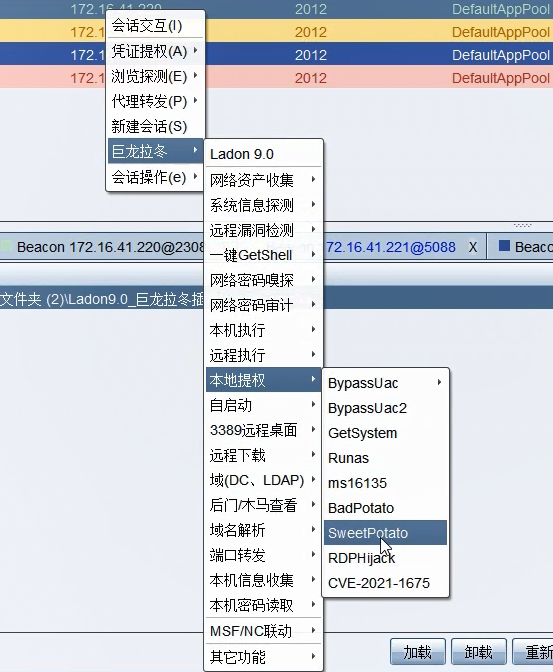 172.16.41.220 2012 DefaultAppPool
172.1 2012 DefaultAppPool
172.1 2012 DefaultAppPool
172.1 2012 DefaultAppPool
会话交互(I)
凭证提权(A)
浏览探测(E)
代理转发(P)
新建会话(S)
巨龙拉冬
会话操作(e)
Ladon 9.0
网络资产收集
系统信息探测
远程漏洞检测
一键GetShell
网络密码嗅探
网络密码审计
本机执行
远程执行
本地提权
自启动
3389远程桌面
远程下载
域(DC、LDAP)
后门/木马查看
域名解析
端口转发
本机信息收集
本机密码读取
MSF/NC联动
其它功能
BypassUac
BypassUac2
GetSystem
Runas
ms16135
BadPotato
SweetPotato
RDPHijack
CVE-2021-1675
Beacon 172.16.41.220@2308
172.16.41.221@5088 X
Beaco
文件夹 (2)\Ladon9.0_巨龙拉冬插
加载
卸载
重新